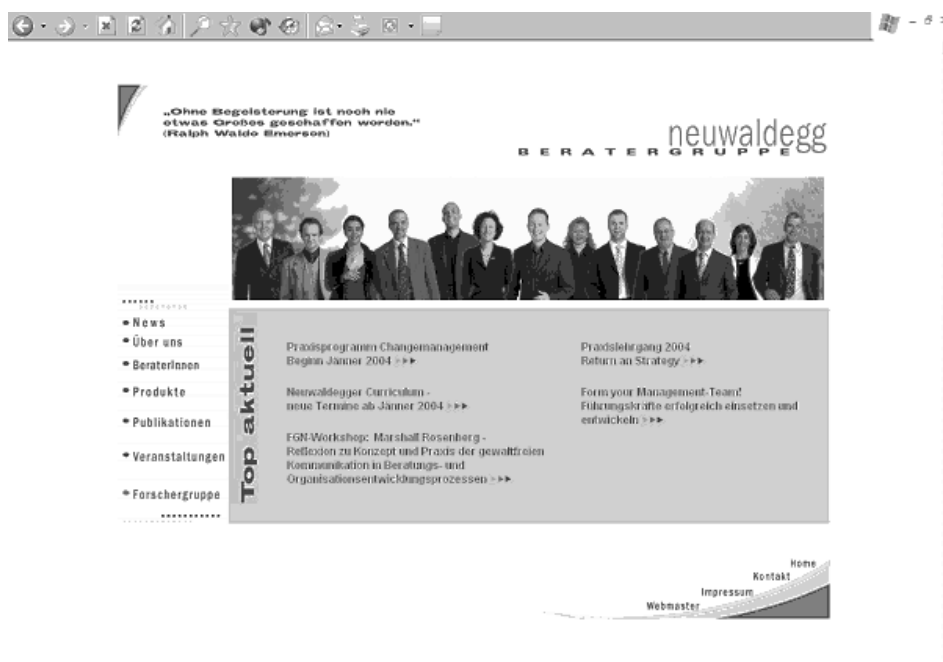 „Ohne Begeisterung ist noch nie
etwas Großes geschaffen worden.“
(Ralph Waldo Emerson)
neuwaldegg
BERATERGRUPPE
News
Über uns
BeraterInnen
Produkte
Publikationen
Veranstaltungen
Forschergruppe
Top aktuell
Praxisprogramm Changemanagement
Beginn Jänner 2004
Neuwaldegger Curriculum -
neue Termine ab Jänner 2004
FGN-Workshop: Marshall Rosenberg -
Reflexion zu Konzept und Praxis der gewaltfreien
Kommunikation in Beratungs- und
Organisationsentwicklungsprozessen
Praxislehrgang 2004
Return an Strategy
Form your Management-Team!
Führungskräfte erfolgreich einsetzen und
entwickeln
Home
Kontakt
Impressum
Webmaster